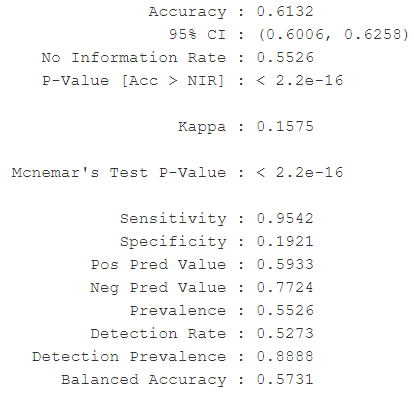 Accuracy : 0.6132
95% CI : (0.6006, 0.6258)
No Information Rate : 0.5526
P-Value [Acc > NIR] : < 2.2e-16
Kappa : 0.1575
Mcnemar's Test P-Value : < 2.2e-16
Sensitivity : 0.9542
Specificity : 0.1921
Pos Pred Value : 0.5933
Neg Pred Value : 0.7724
Prevalence : 0.5526
Detection Rate : 0.5273
Detection Prevalence : 0.8888
Balanced Accuracy : 0.5731